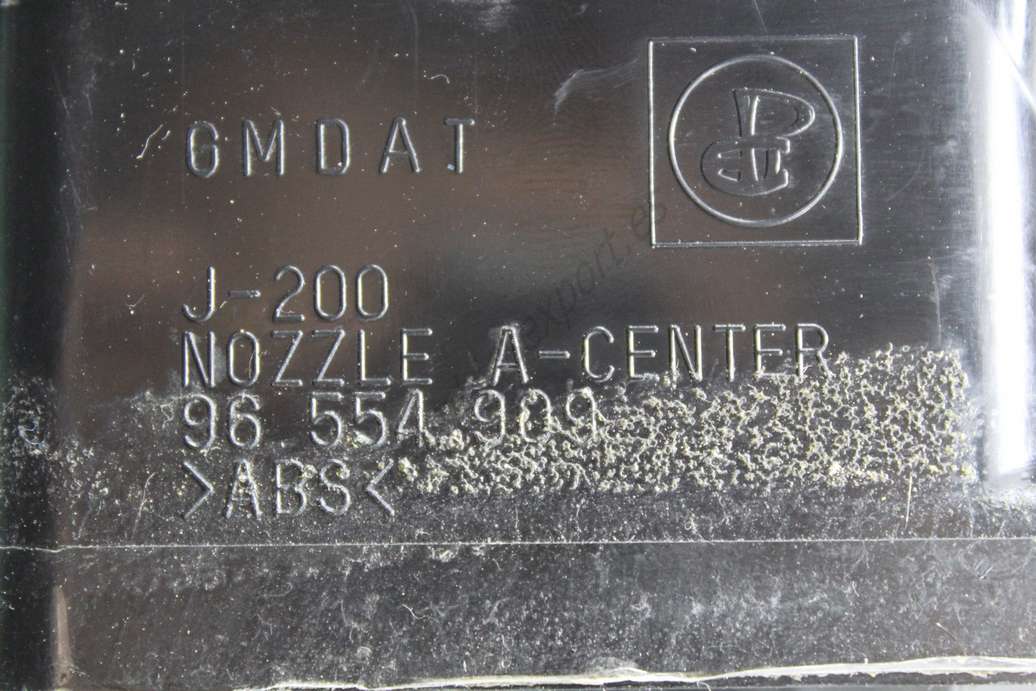 GMDAT
J-200
NOZZLE A-CENTER
96 554 909
>ABS<